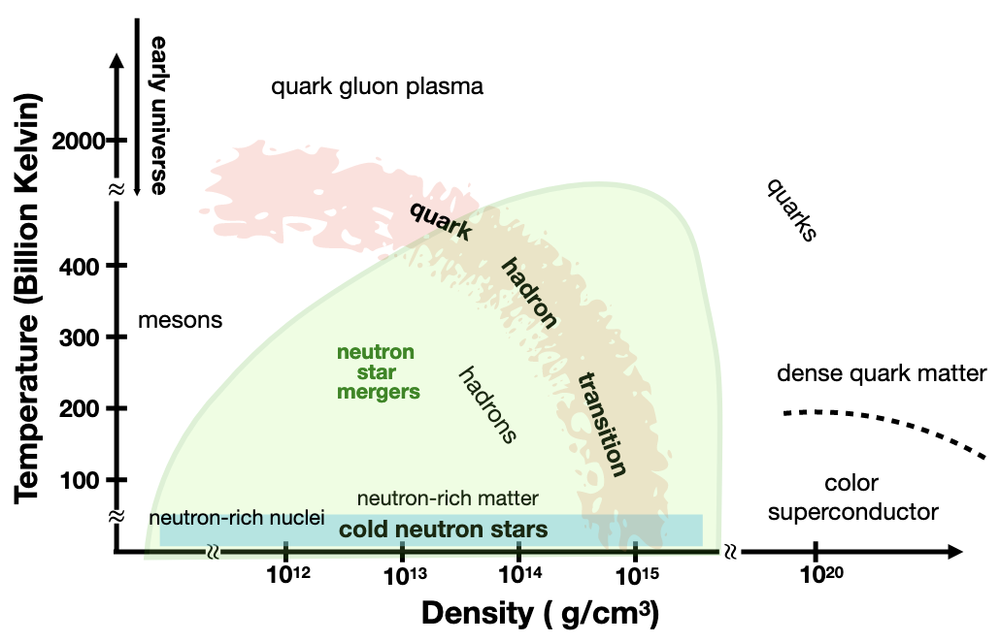 early universe
quark gluon plasma
2000
Temperature (Billion Kelvin)
quark
quarks
400
hadron
mesons
300
neutron
star
mergers
hadrons
dense quark matter
200
transition
100
color
superconductor
neutron-rich matter
neutron-rich nuclei
cold neutron stars
10¹²
10¹³
10¹⁴
10¹⁵
10²⁰
Density ( g/cm³)